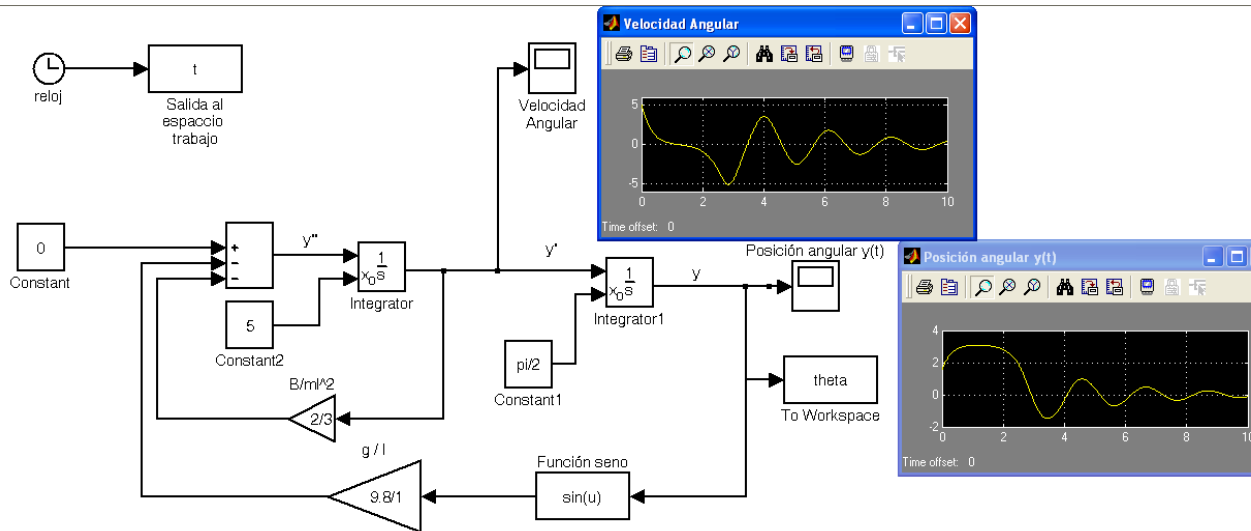 reloj
t
Salida al
espaccio
trabajo
Velocidad
Angular
Velocidad Angular
5
0
-5
0
2
4
6
8
10
Time offset: 0
0
Constant
+
−
−
y''
1
s
x₀
Integrator
5
Constant2
y'
1
s
x₀
Integrator1
pi/2
Constant1
y
Posición angular y(t)
B/ml^2
2/3
g / l
9.8/1
Función seno
sin(u)
theta
To Workspace
Posición angular y(t)
4
2
0
-2
0
2
4
6
8
10
Time offset: 0